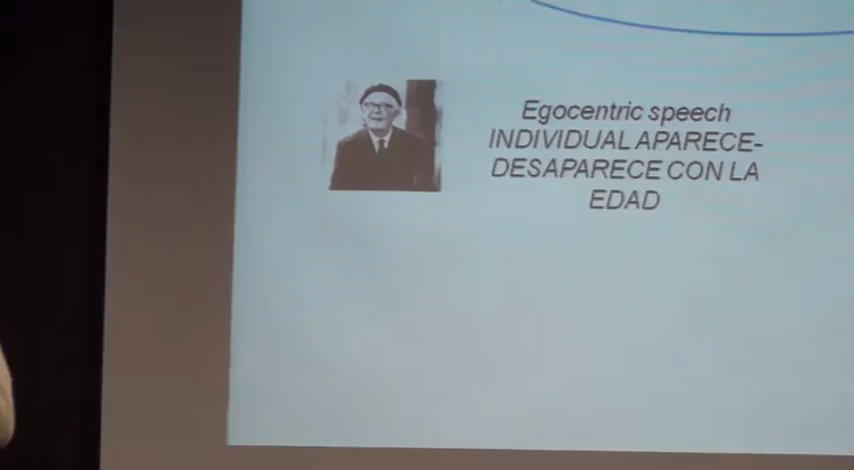 Egocentric speech
INDIVIDUAL APARECE-
DESAPARECE CON LA
EDAD